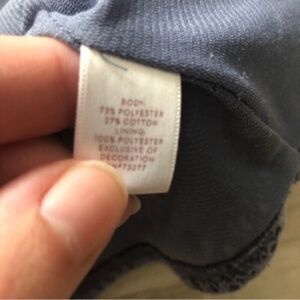 BODY:
73% POLYESTER
27% COTTON
LINING:
100% POLYESTER
EXCLUSIVE OF
DECORATION